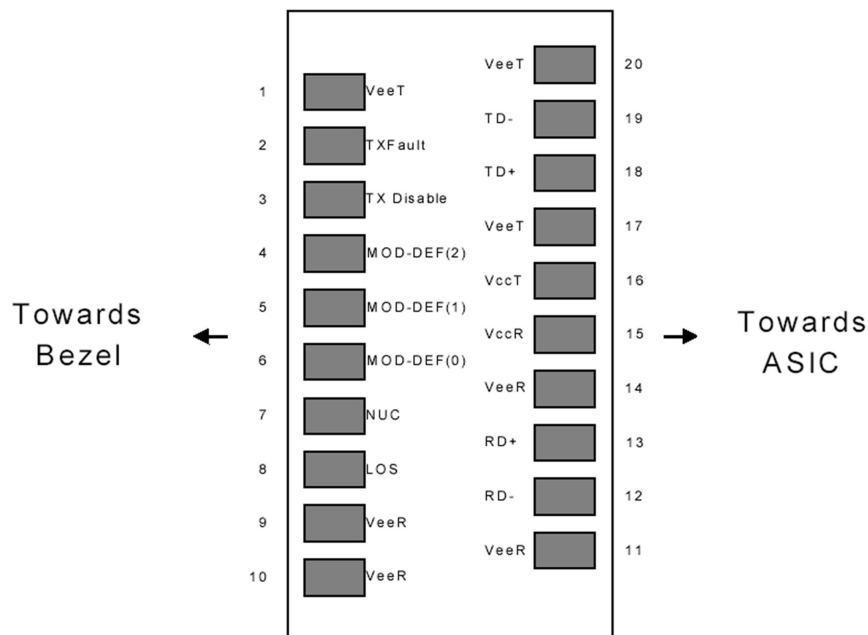 VeeT 20
1 VeeT
TD- 19
2 TXFault
TD+ 18
3 TX Disable
VeeT 17
4 MOD-DEF(2)
VccT 16
5 MOD-DEF(1)
Towards
Bezel
VccR 15
Towards
ASIC
6 MOD-DEF(0)
VeeR 14
7 NUC
RD+ 13
8 LOS
RD- 12
9 VeeR
VeeR 11
10 VeeR